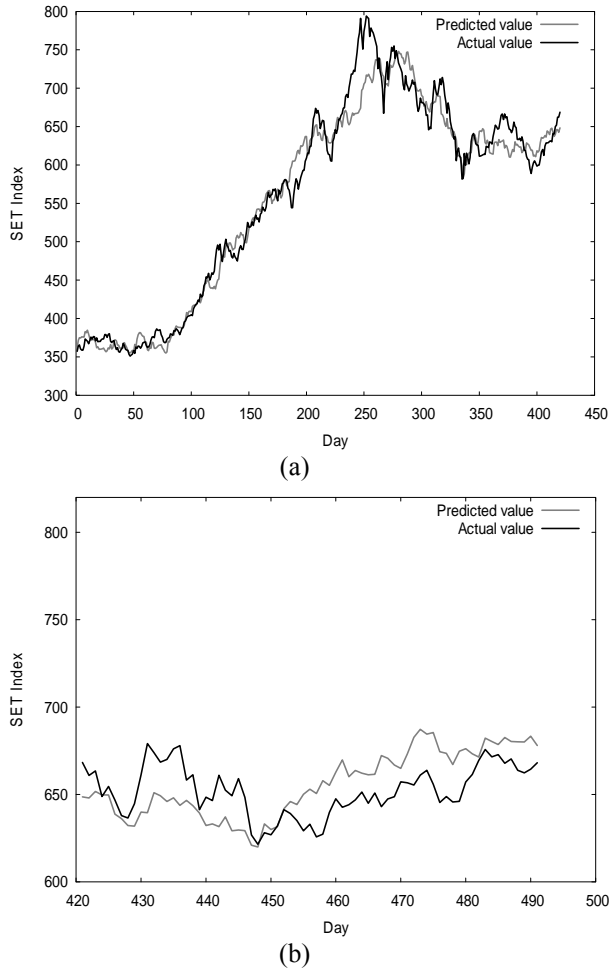 800
750
700
650
600
550
500
450
400
350
300
SET Index
Predicted value
Actual value
0 50 100 150 200 250 300 350 400 450
Day
(a)
800
750
700
650
600
SET Index
Predicted value
Actual value
420 430 440 450 460 470 480 490 500
Day
(b)